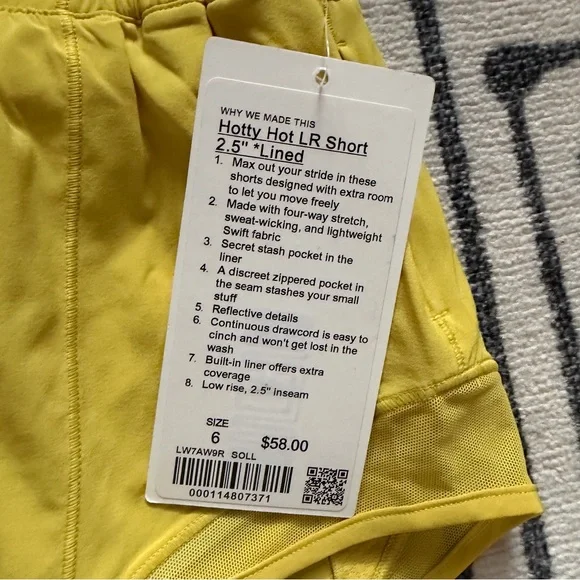 WHY WE MADE THIS
Hotty Hot LR Short
2.5" *Lined
1. Max out your stride in these
shorts designed with extra room
to let you move freely
2. Made with four-way stretch,
sweat-wicking, and lightweight
Swift fabric
3. Secret stash pocket in the
liner
4. A discreet zippered pocket in
the seam stashes your small
stuff
5. Reflective details
6. Continuous drawcord is easy to
cinch and won't get lost in the
wash
7. Built-in liner offers extra
coverage
8. Low rise, 2.5" inseam
SIZE
6 $58.00
LW7AW9R SOLL
000114807371